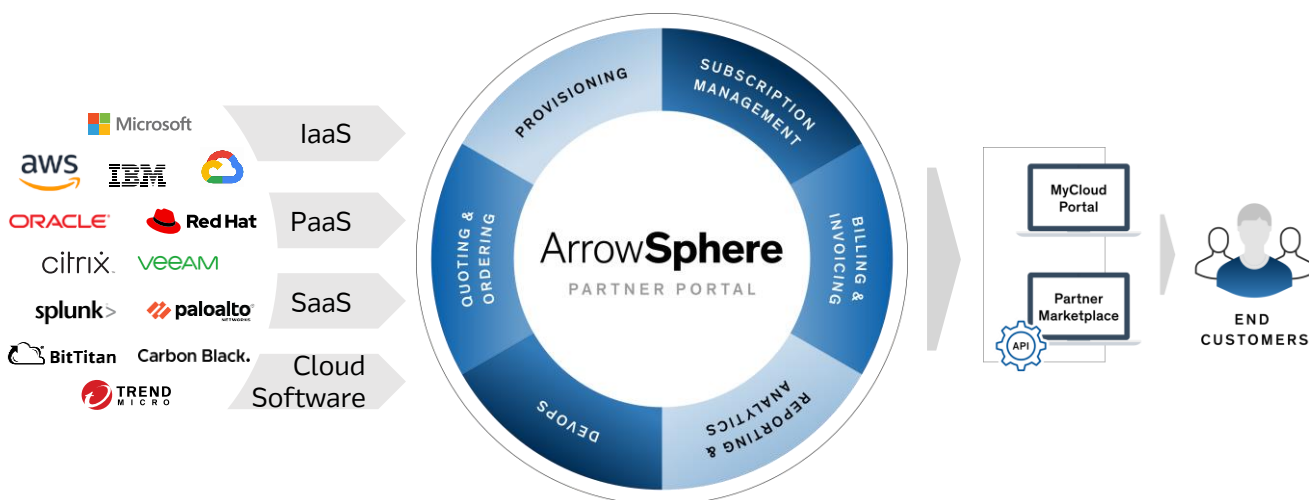 Microsoft
aws
IBM
ORACLE
Red Hat
citrix
veeAM
splunk>
paloalto
NETWORKS
BitTitan
Carbon Black.
TREND
MICRO
IaaS
PaaS
SaaS
Cloud
Software
PROVISIONING
SUBSCRIPTION
MANAGEMENT
BILLING &
INVOICING
REPORTING &
ANALYTICS
DEVOPS
QUOTING &
ORDERING
ArrowSphere
PARTNER PORTAL
MyCloud
Portal
Partner
Marketplace
API
END
CUSTOMERS